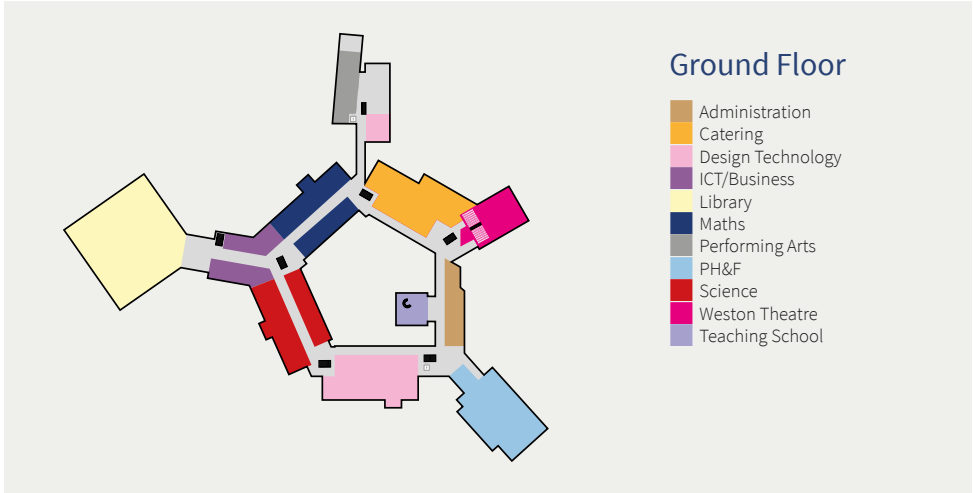 Ground Floor
Administration
Catering
Design Technology
ICT/Business
Library
Maths
Performing Arts
PH&F
Science
Weston Theatre
Teaching School